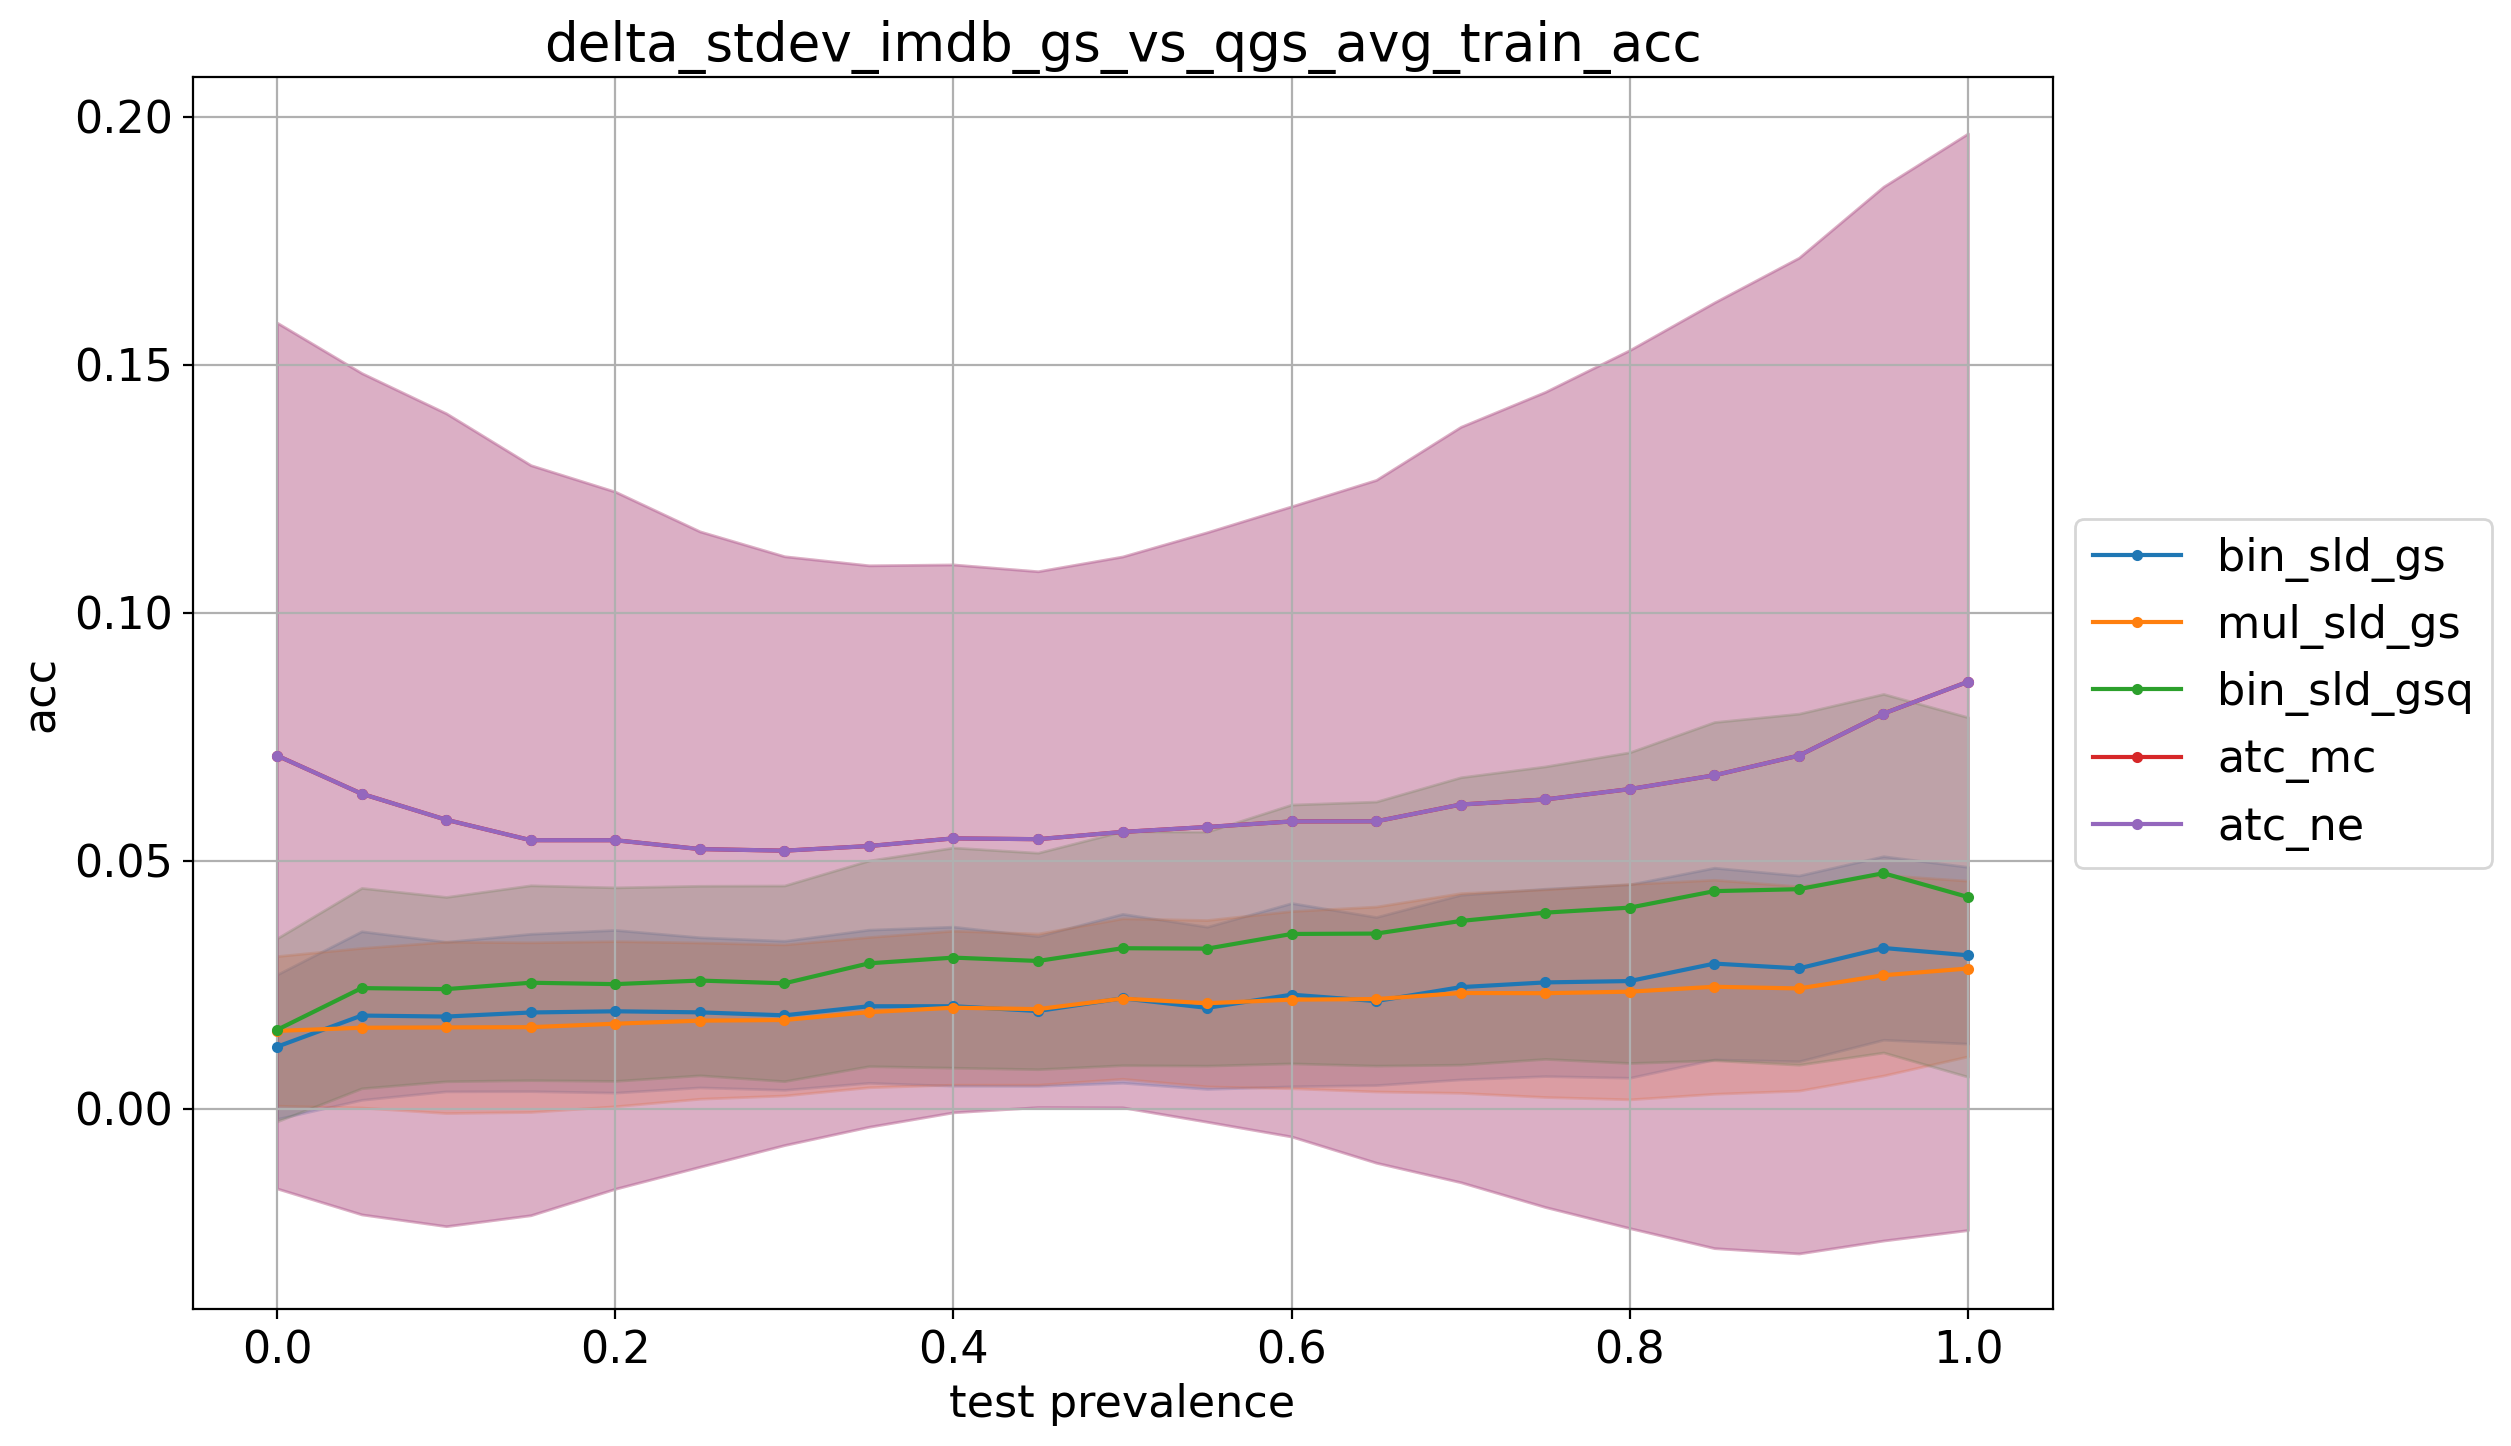 delta_stdev_imdb_gs_vs_qgs_avg_train_acc
0.20
0.15
0.10
0.05
0.00
acc
0.0 0.2 0.4 0.6 0.8 1.0
test prevalence
bin_sld_gs
mul_sld_gs
bin_sld_gsq
atc_mc
atc_ne